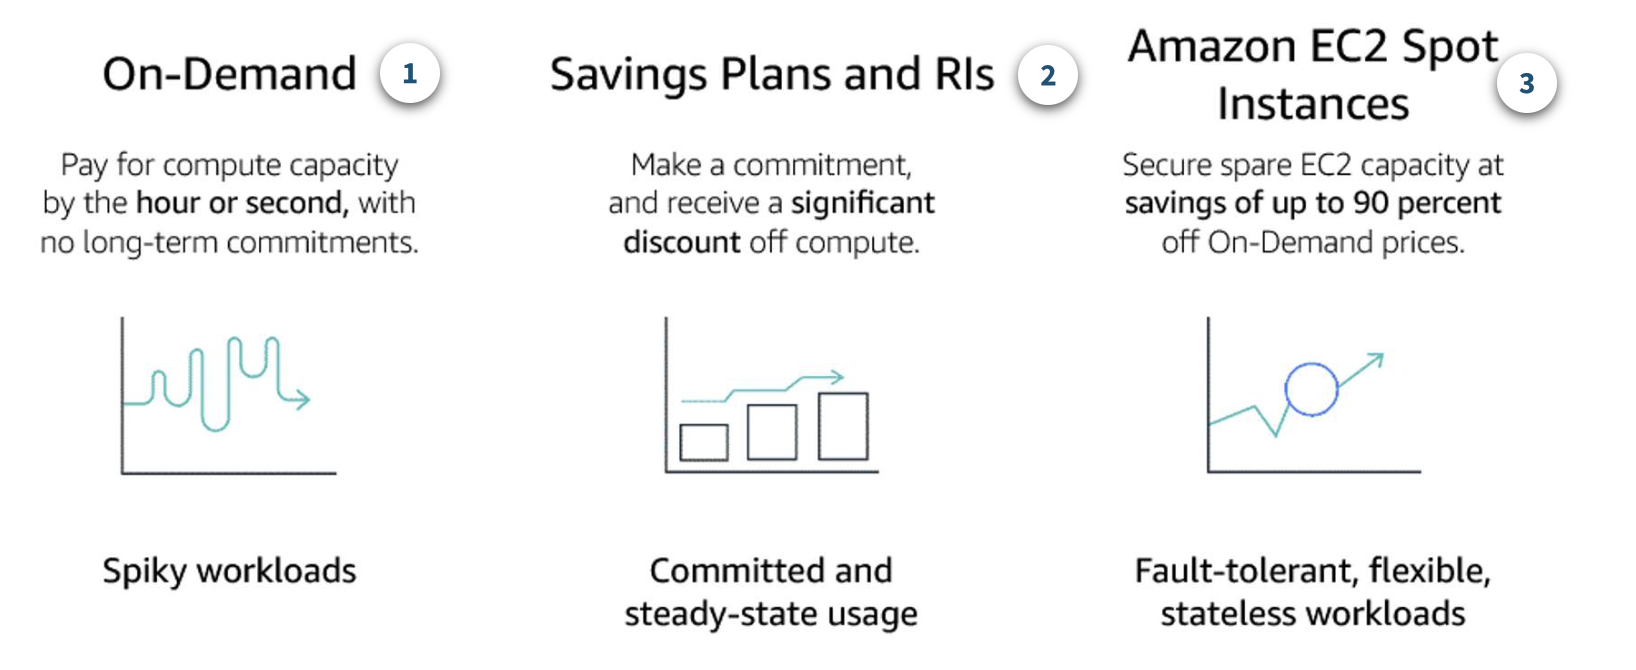 On-Demand
1
Pay for compute capacity
by the hour or second, with
no long-term commitments.
Spiky workloads
Savings Plans and RIs
2
Make a commitment,
and receive a significant
discount off compute.
Committed and
steady-state usage
Amazon EC2 Spot
Instances
3
Secure spare EC2 capacity at
savings of up to 90 percent
off On-Demand prices.
Fault-tolerant, flexible,
stateless workloads